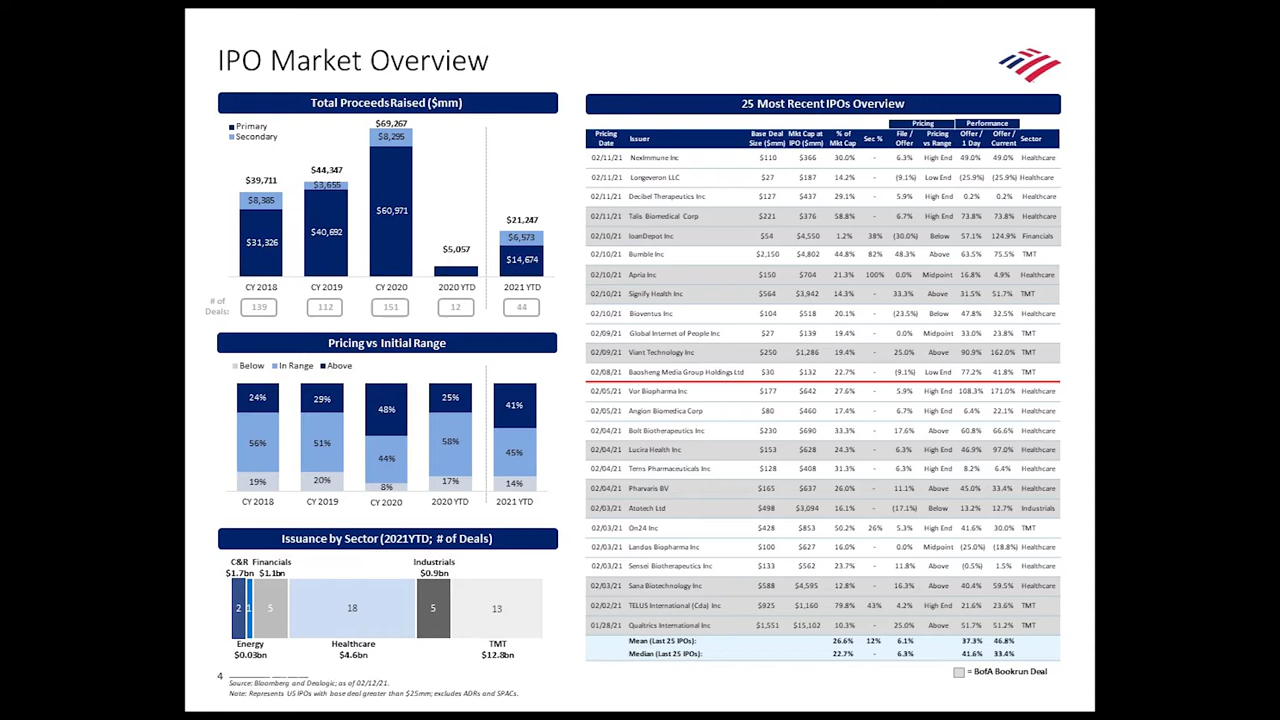 IPO Market Overview
Total Proceeds Raised ($mm)
Primary
Secondary
$39,711
$8,385
$31,326
$44,347
$3,655
$40,692
$69,267
$8,295
$60,971
$5,057
$21,247
$6,573
$14,674
CY 2018 CY 2019 CY 2020 2020 YTD 2021 YTD
# of Deals: 139 112 151 12 44
Pricing vs Initial Range
Below In Range Above
24% 29% 48% 25% 41%
56% 51% 44% 58% 45%
19% 20% 8% 17% 14%
CY 2018 CY 2019 CY 2020 2020 YTD 2021 YTD
Issuance by Sector (2021YTD; # of Deals)
C&R Financials Industrials
$1.7bn $1.1bn $0.9bn
2 1 5 18 5 13
Energy Healthcare TMT
$0.03bn $4.6bn $12.8bn
4
Source: Bloomberg and Dealogic; as of 02/12/21.
Note: Represents US IPOs with base deal greater than $25mm; excludes ADRs and SPACs.
25 Most Recent IPOs Overview
Pricing Performance
Pricing Date Issuer Base Deal Size ($mm) Mkt Cap at IPO ($mm) % of Mkt Cap Sec % File / Offer Pricing vs Range Offer / 1 Day Offer / Current Sector
02/11/21 NexImmune Inc $110 $366 30.0% - 6.3% High End 49.0% 49.0% Healthcare
02/11/21 Longeveron LLC $27 $187 14.2% - (9.1%) Low End (25.9%) (25.9%) Healthcare
02/11/21 Decibel Therapeutics Inc $127 $437 29.1% - 5.9% High End 0.2% 0.2% Healthcare
02/11/21 Talis Biomedical Corp $221 $376 58.8% - 6.7% High End 73.8% 73.8% Healthcare
02/10/21 loanDepot Inc $54 $4,550 1.2% 38% (30.0%) Below 57.1% 124.9% Financials
02/10/21 Bumble Inc $2,150 $4,802 44.8% 82% 48.3% Above 63.5% 75.5% TMT
02/10/21 Apria Inc $150 $704 21.3% 100% 0.0% Midpoint 16.8% 4.9% Healthcare
02/10/21 Signify Health Inc $564 $3,942 14.3% - 33.3% Above 31.5% 51.7% TMT
02/10/21 Bioventus Inc $104 $518 20.1% - (23.5%) Below 47.8% 32.5% Healthcare
02/09/21 Global Internet of People Inc $27 $139 19.4% - 0.0% Midpoint 33.0% 23.8% TMT
02/09/21 Viant Technology Inc $250 $1,286 19.4% - 25.0% Above 90.9% 162.0% TMT
02/08/21 Baosheng Media Group Holdings Ltd $30 $132 22.7% - (9.1%) Low End 77.2% 41.8% TMT
02/05/21 Vor Biopharma Inc $177 $642 27.6% - 5.9% High End 108.3% 171.0% Healthcare
02/05/21 Angion Biomedica Corp $80 $460 17.4% - 6.7% High End 6.4% 22.1% Healthcare
02/04/21 Bolt Biotherapeutics Inc $230 $690 33.3% - 17.6% Above 60.8% 66.6% Healthcare
02/04/21 Lucira Health Inc $153 $628 24.3% - 6.3% High End 46.9% 97.0% Healthcare
02/04/21 Terns Pharmaceuticals Inc $128 $408 31.3% - 6.3% High End 8.2% 6.4% Healthcare
02/04/21 Pharvaris BV $165 $637 26.0% - 11.1% Above 45.0% 33.4% Healthcare
02/03/21 Atotech Ltd $498 $3,094 16.1% - (17.1%) Below 13.2% 12.7% Industrials
02/03/21 On24 Inc $428 $853 50.2% 26% 5.3% High End 41.6% 30.0% TMT
02/03/21 Landos Biopharma Inc $100 $627 16.0% - 0.0% Midpoint (25.0%) (18.8%) Healthcare
02/03/21 Sensei Biotherapeutics Inc $133 $562 23.7% - 11.8% Above (0.5%) 1.5% Healthcare
02/03/21 Sana Biotechnology Inc $588 $4,595 12.8% - 16.3% Above 40.4% 59.5% Healthcare
02/02/21 TELUS International (Cda) Inc $925 $1,160 79.8% 43% 4.2% High End 21.6% 23.6% TMT
01/28/21 Qualtrics International Inc $1,551 $15,102 10.3% - 25.0% Above 51.7% 51.2% TMT
Mean (Last 25 IPOs): 26.6% 12% 6.1% 37.3% 46.8%
Median (Last 25 IPOs): 22.7% - 6.3% 41.6% 33.4%
= BofA Bookrun Deal